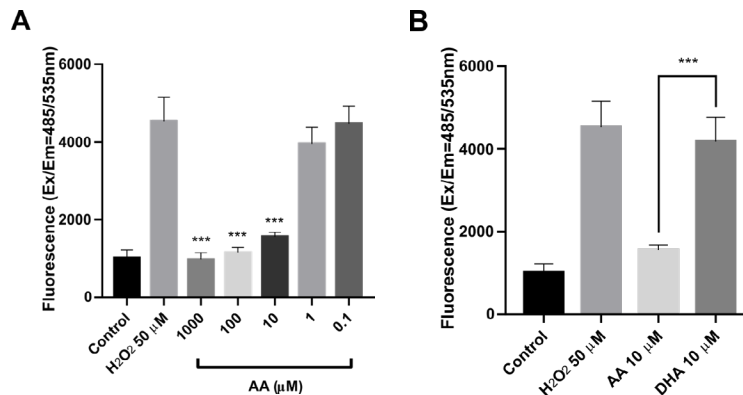 A
Fluorescence (Ex/Em=485/535nm)
6000
4000
2000
0
***
***
***
Control
H2O2 50 μM
1000
100
10
1
0.1
AA (μM)
B
Fluorescence (Ex/Em=485/535nm)
6000
4000
2000
0
***
Control
H2O2 50 μM
AA 10 μM
DHA 10 μM